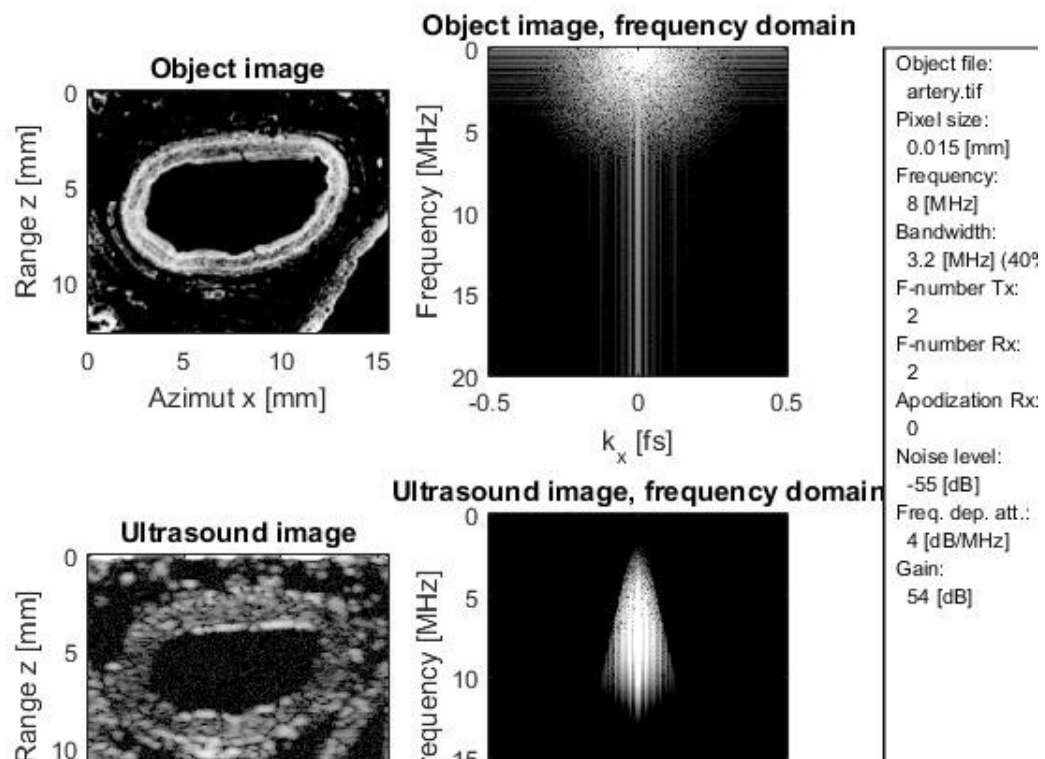 Object image, frequency domain
Object image
0
5
10
Range z [mm]
0
5
10
15
Azimut x [mm]
0
5
10
15
20
Frequency [MHz]
-0.5
0
0.5
k_x [fs]
Object file:
artery.tif
Pixel size:
0.015 [mm]
Frequency:
8 [MHz]
Bandwidth:
3.2 [MHz] (40%
F-number Tx:
2
F-number Rx:
2
Apodization Rx:
0
Noise level:
-55 [dB]
Freq. dep. att.:
4 [dB/MHz]
Gain:
54 [dB]
Ultrasound image, frequency domain
Ultrasound image
0
5
10
Range z [mm]
0
5
10
15
requency [MHz]